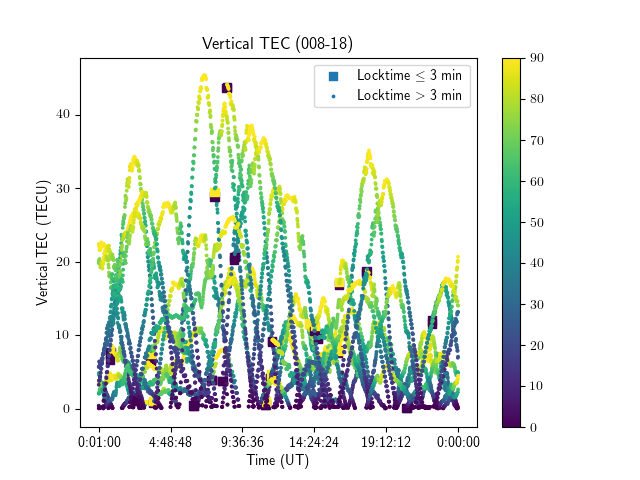 Vertical TEC (008-18)
Locktime ≤ 3 min
Locktime > 3 min
Vertical TEC (TECU)
40
30
20
10
0
0:01:00 4:48:48 9:36:36 14:24:24 19:12:12 0:00:00
Time (UT)
90
80
70
60
50
40
30
20
10
0